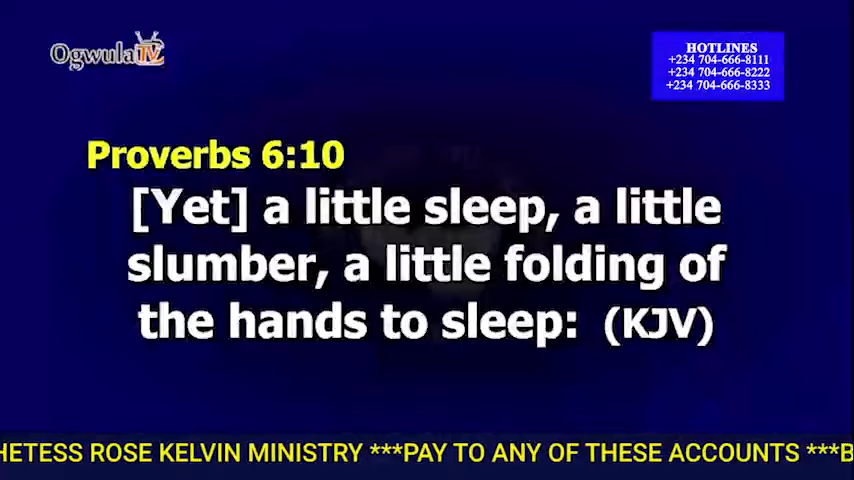 OgwulaTV
HOTLINES
+234 704-666-8111
+234 704-666-8222
+234 704-666-8333
Proverbs 6:10
[Yet] a little sleep, a little
slumber, a little folding of
the hands to sleep: (KJV)
HETESS ROSE KELVIN MINISTRY ***PAY TO ANY OF THESE ACCOUNTS ***B